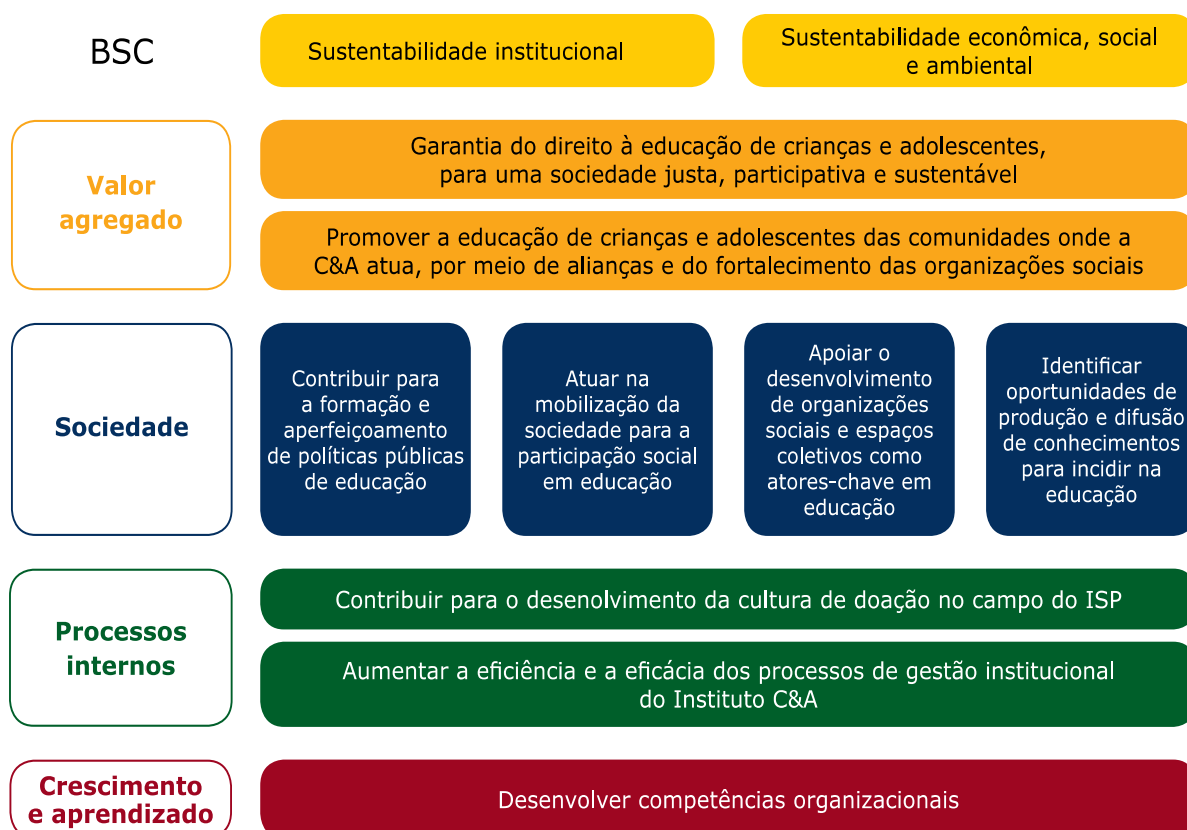 BSC
Sustentabilidade institucional
Sustentabilidade econômica, social
e ambiental
Valor
agregado
Garantia do direito à educação de crianças e adolescentes,
para uma sociedade justa, participativa e sustentável
Promover a educação de crianças e adolescentes das comunidades onde a
C&A atua, por meio de alianças e do fortalecimento das organizações sociais
Sociedade
Contribuir para
a formação e
aperfeiçoamento
de políticas públicas
de educação
Atuar na
mobilização da
sociedade para a
participação social
em educação
Apoiar o
desenvolvimento
de organizações
sociais e espaços
coletivos como
atores-chave em
educação
Identificar
oportunidades de
produção e difusão
de conhecimentos
para incidir na
educação
Processos
internos
Contribuir para o desenolvimento da cultura de doação no campo do ISP
Aumentar a eficiência e a eficácia dos processos de gestão institucional
do Instituto C&A
Crescimento
e aprendizado
Desenvolver competências organizacionais